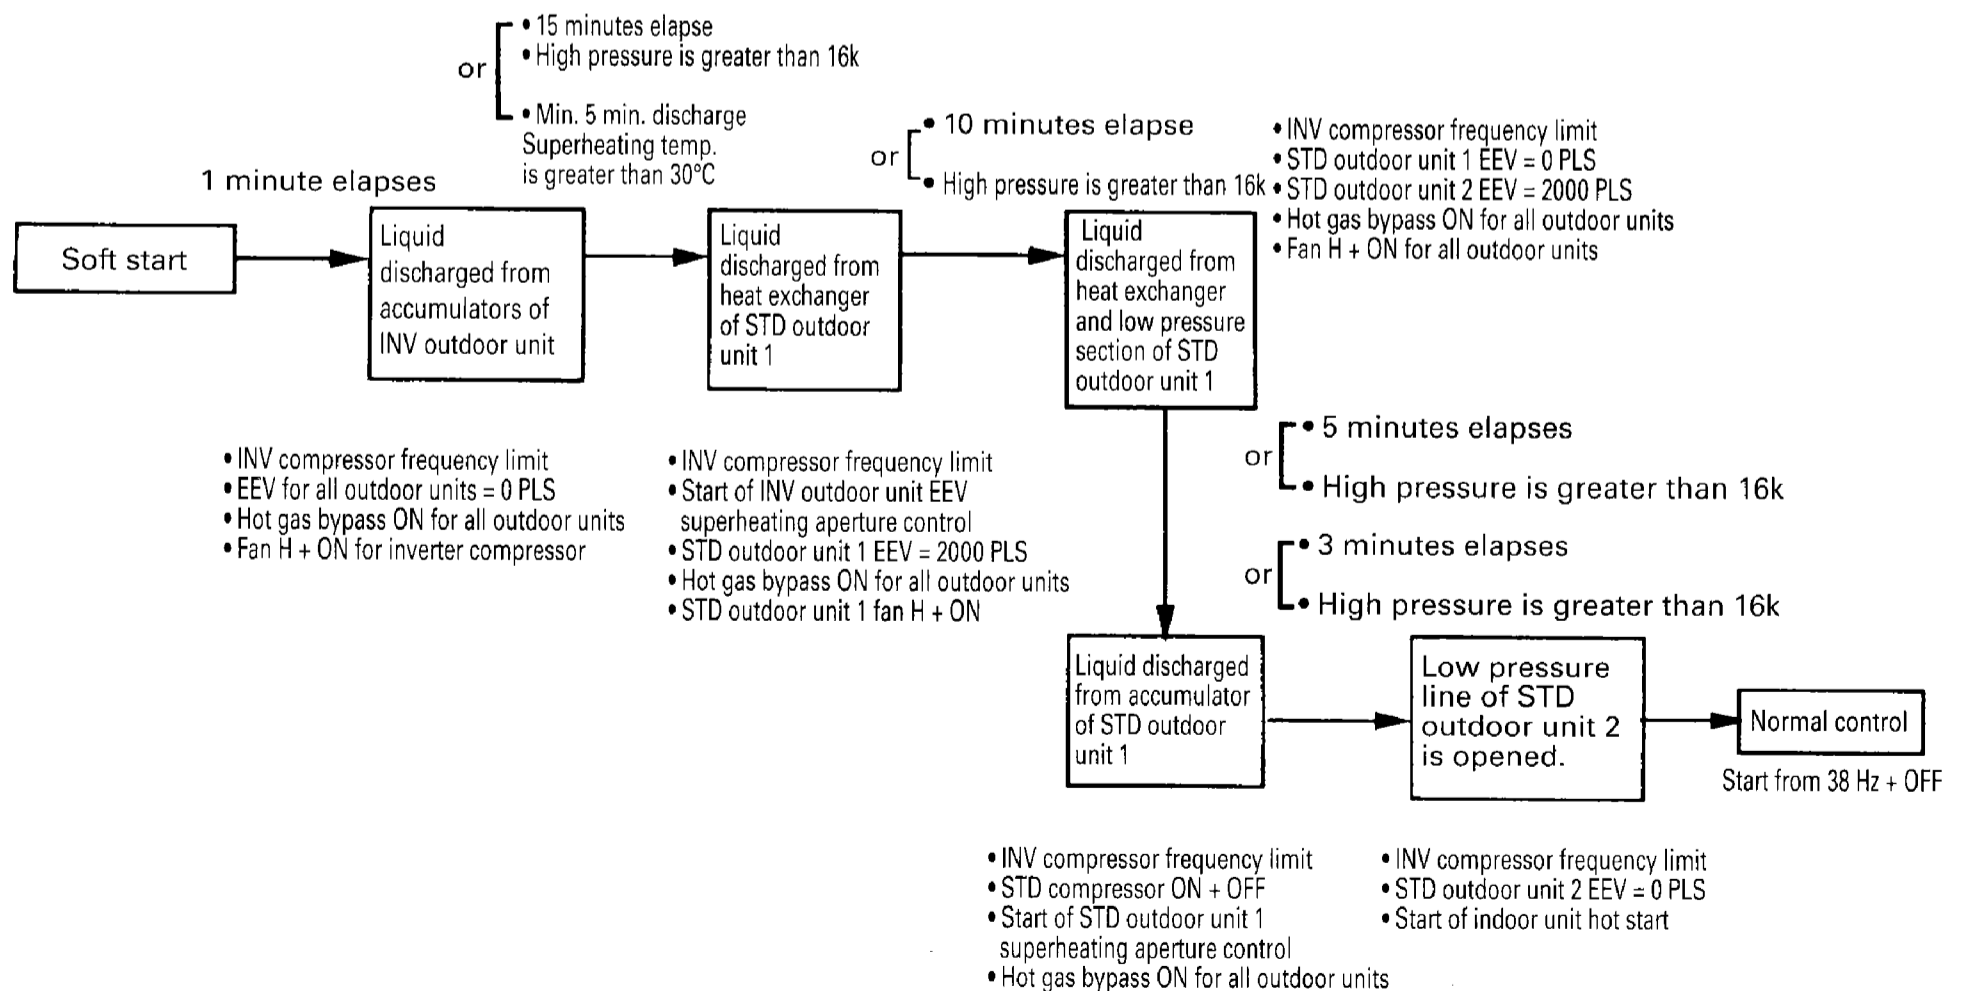 • 15 minutes elapse
• High pressure is greater than 16k
or
• Min. 5 min. discharge
Superheating temp.
is greater than 30°C
1 minute elapses
• 10 minutes elapse
or
• High pressure is greater than 16k
• INV compressor frequency limit
• STD outdoor unit 1 EEV = 0 PLS
• STD outdoor unit 2 EEV = 2000 PLS
• Hot gas bypass ON for all outdoor units
• Fan H + ON for all outdoor units
Soft start
Liquid
discharged from
accumulators of
INV outdoor unit
Liquid
discharged from
heat exchanger
of STD outdoor
unit 1
Liquid
discharged from
heat exchanger
and low pressure
section of STD
outdoor unit 1
• INV compressor frequency limit
• EEV for all outdoor units = 0 PLS
• Hot gas bypass ON for all outdoor units
• Fan H + ON for inverter compressor
• INV compressor frequency limit
• Start of INV outdoor unit EEV
superheating aperture control
• STD outdoor unit 1 EEV = 2000 PLS
• Hot gas bypass ON for all outdoor units
• STD outdoor unit 1 fan H + ON
• 5 minutes elapses
or
• High pressure is greater than 16k
• 3 minutes elapses
or
• High pressure is greater than 16k
Liquid discharged
from accumulator
of STD outdoor
unit 1
Low pressure
line of STD
outdoor unit 2
is opened.
Normal control
Start from 38 Hz + OFF
• INV compressor frequency limit
• STD compressor ON + OFF
• Start of STD outdoor unit 1
superheating aperture control
• Hot gas bypass ON for all outdoor units
• INV compressor frequency limit
• STD outdoor unit 2 EEV = 0 PLS
• Start of indoor unit hot start